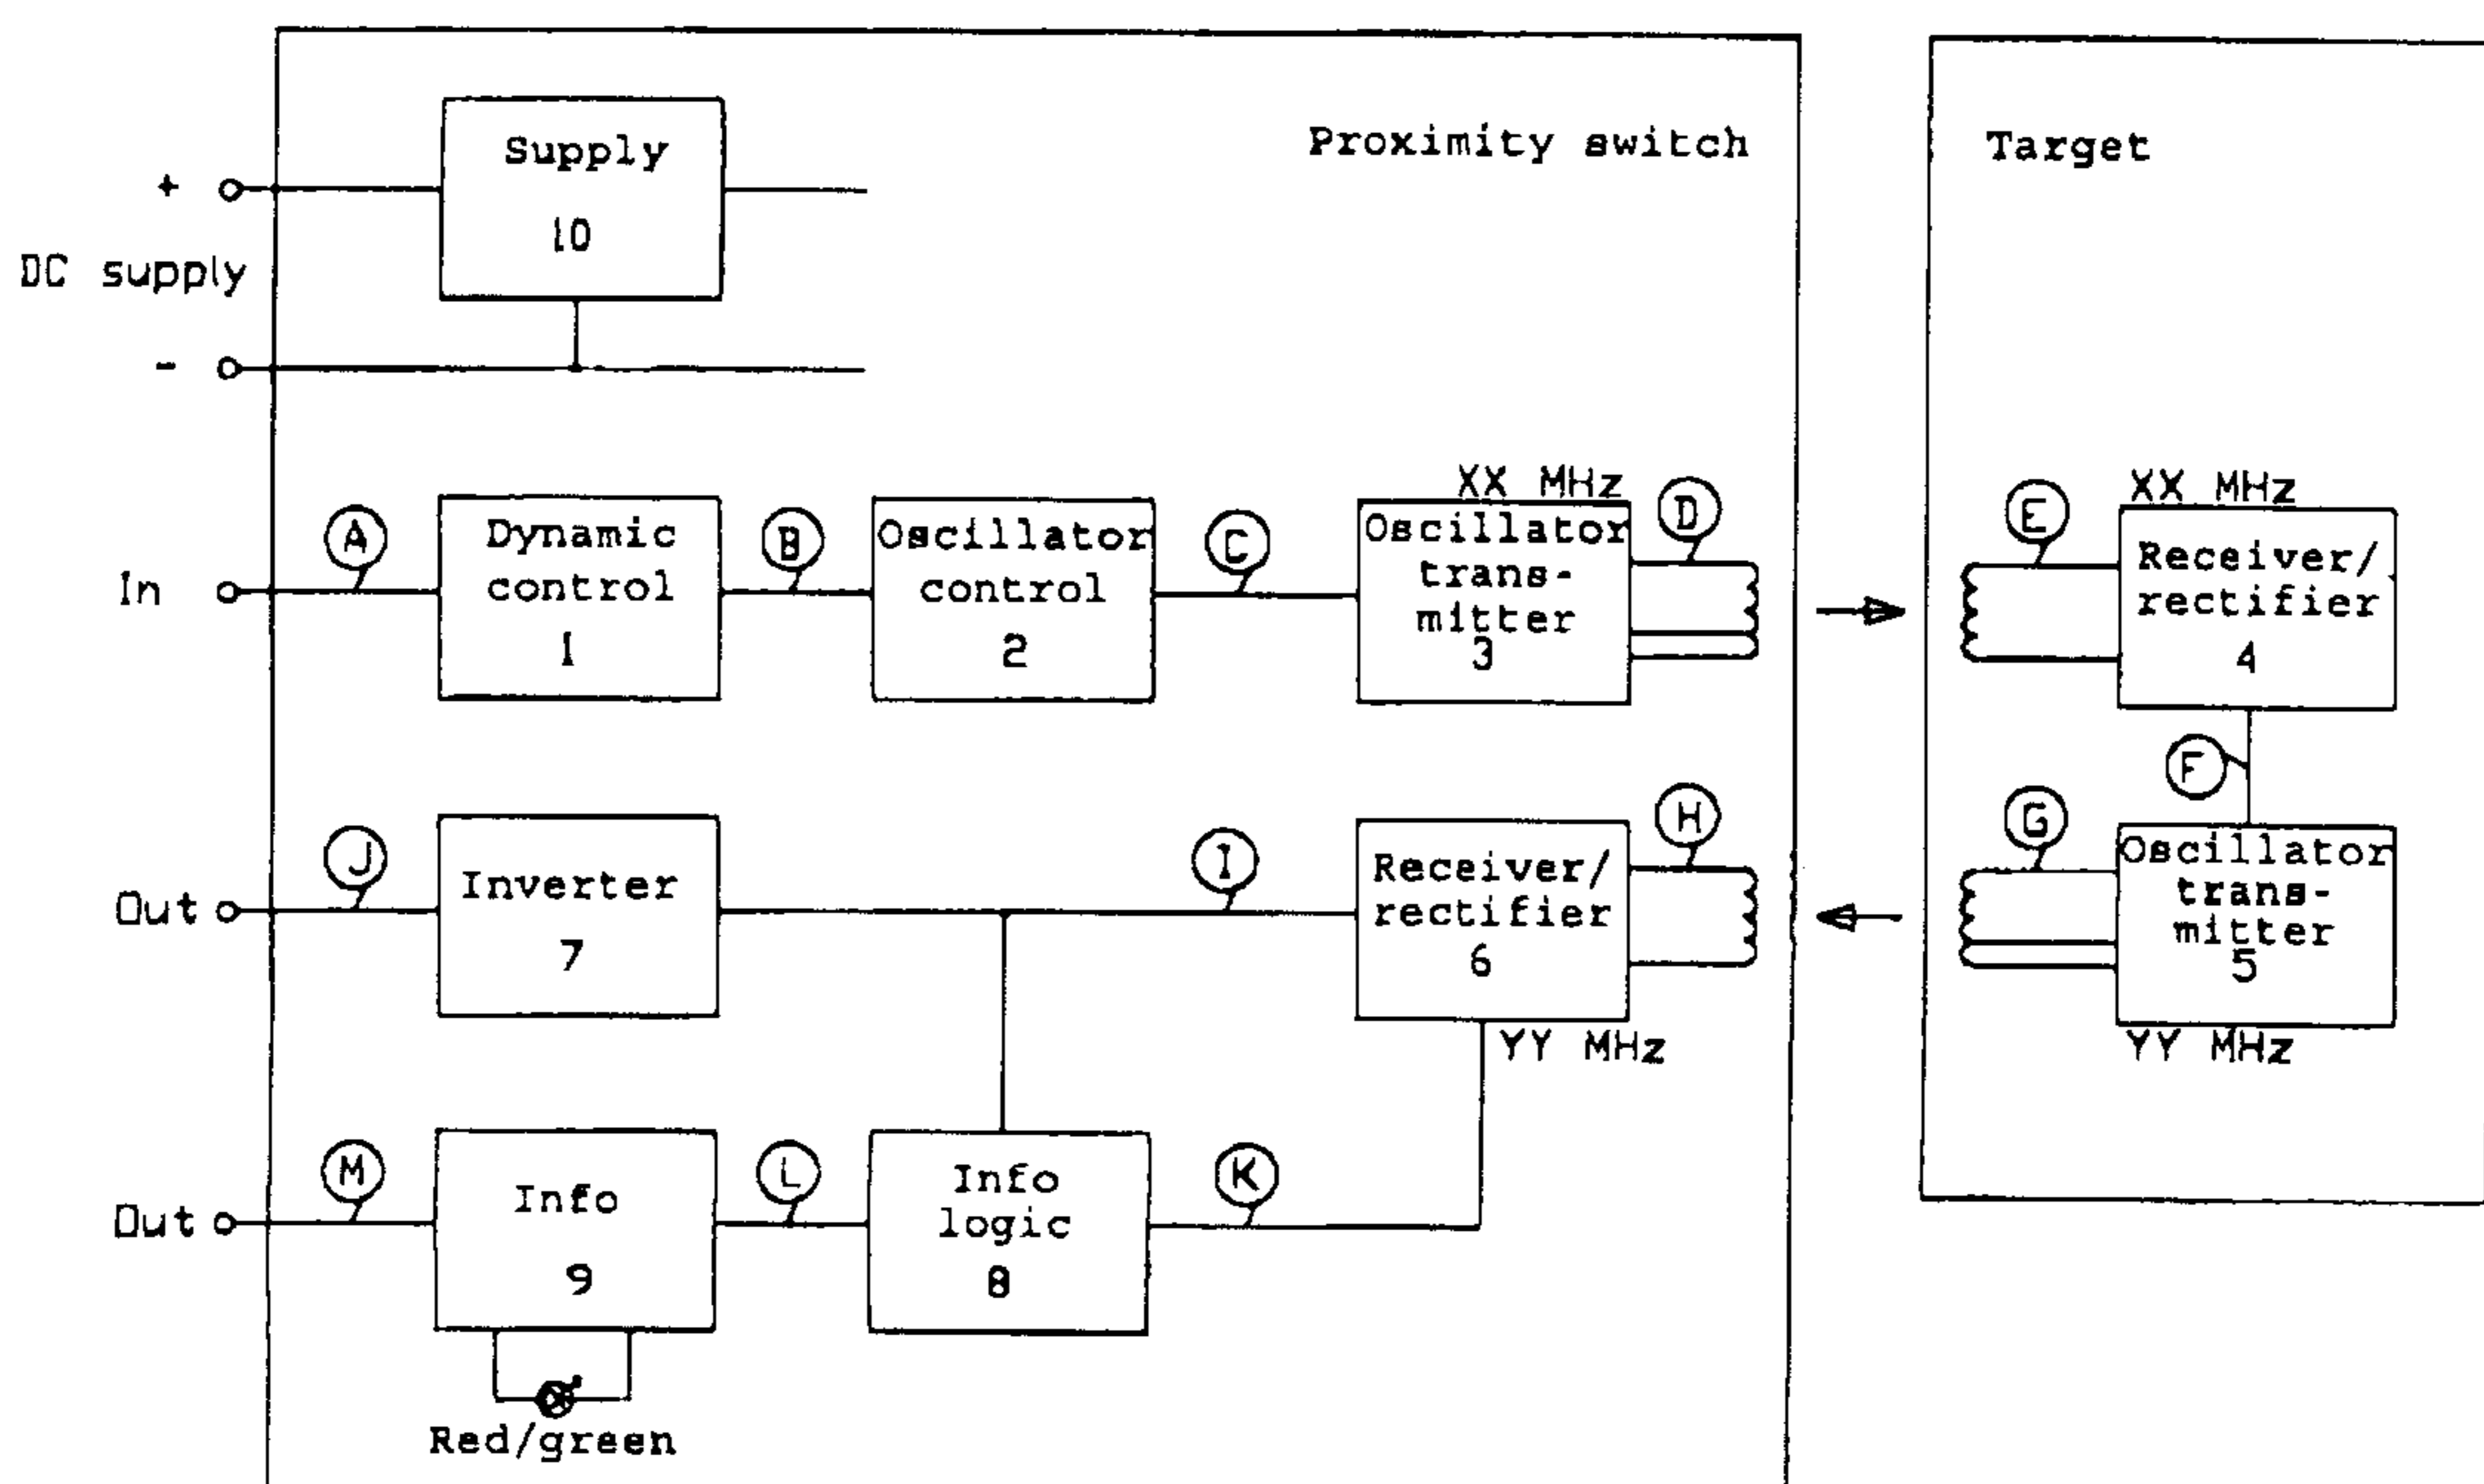 Supply
10
Proximity switch
Target
+
DC supply
-
In
A
Dynamic
control
1
B
Oscillator
control
2
C
XX MHz
Oscillator
trans-
mitter
3
D
E
XX MHz
Receiver/
rectifier
4
F
Out
J
Inverter
7
I
Receiver/
rectifier
6
YY MHz
H
G
Oscillator
trans-
mitter
5
YY MHz
Out
M
Info
9
L
Info
logic
8
K
Red/green